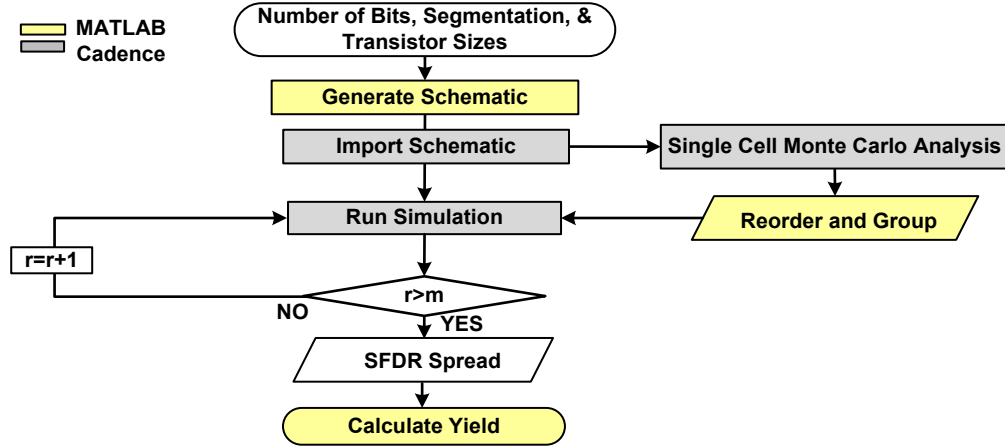 MATLAB
Cadence
Number of Bits, Segmentation, &
Transistor Sizes
Generate Schematic
Import Schematic
Single Cell Monte Carlo Analysis
Run Simulation
Reorder and Group
r=r+1
r>m
NO
YES
SFDR Spread
Calculate Yield